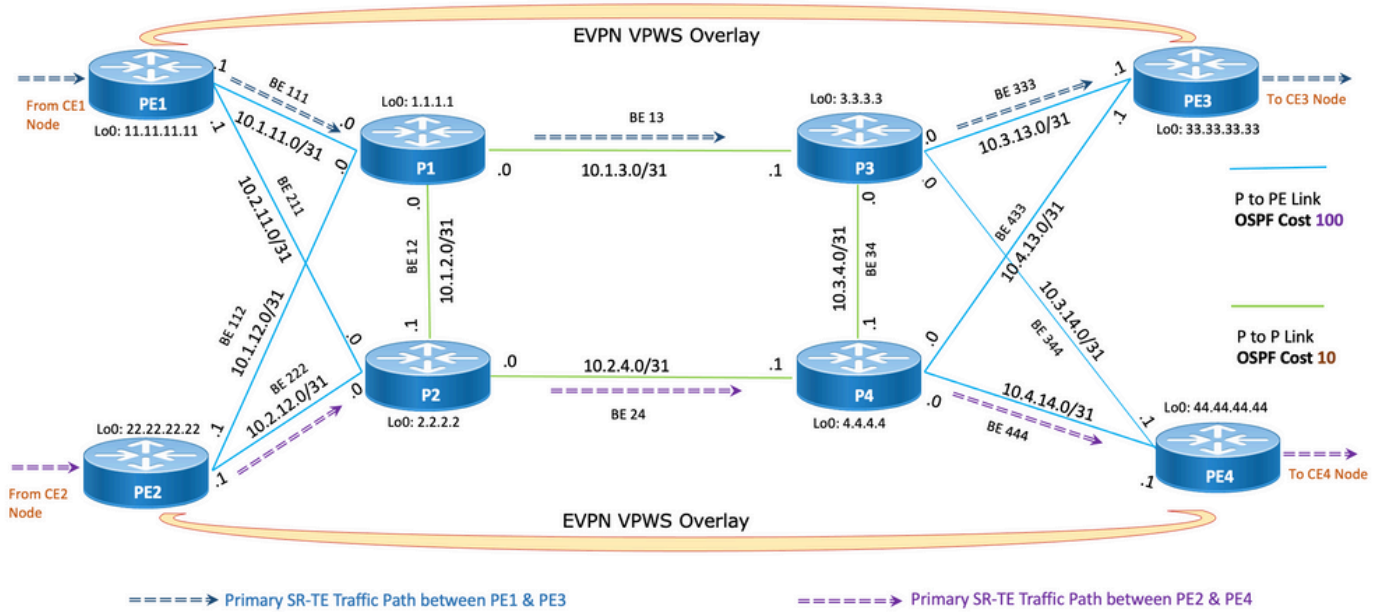 EVPN VPWS Overlay
PE1
.1
BE 111
From CE1
Node
Lo0: 11.11.11.11
.1
10.1.11.0/31
.0
Lo0: 1.1.1.1
P1
.0
.0
BE 13
10.1.3.0/31
.1
Lo0: 3.3.3.3
P3
.0
BE 333
10.3.13.0/31
.1
PE3
To CE3 Node
.1
Lo0: 33.33.33.33
.0
.0
BE 211
10.2.11.0/31
.0
BE 12
10.1.2.0/31
.1
10.3.4.0/31
BE 34
.1
BE 433
10.4.13.0/31
10.3.14.0/31
BE 344
P to PE Link
OSPF Cost 100
P to P Link
OSPF Cost 10
BE 112
10.1.12.0/31
.0
BE 222
10.2.12.0/31
.0
P2
Lo0: 2.2.2.2
.0
10.2.4.0/31
.1
BE 24
P4
Lo0: 4.4.4.4
.0
.0
10.4.14.0/31
BE 444
.1
Lo0: 44.44.44.44
PE4
.1
To CE4 Node
Lo0: 22.22.22.22
.1
PE2
.1
From CE2
Node
EVPN VPWS Overlay
Primary SR-TE Traffic Path between PE1 & PE3
Primary SR-TE Traffic Path between PE2 & PE4